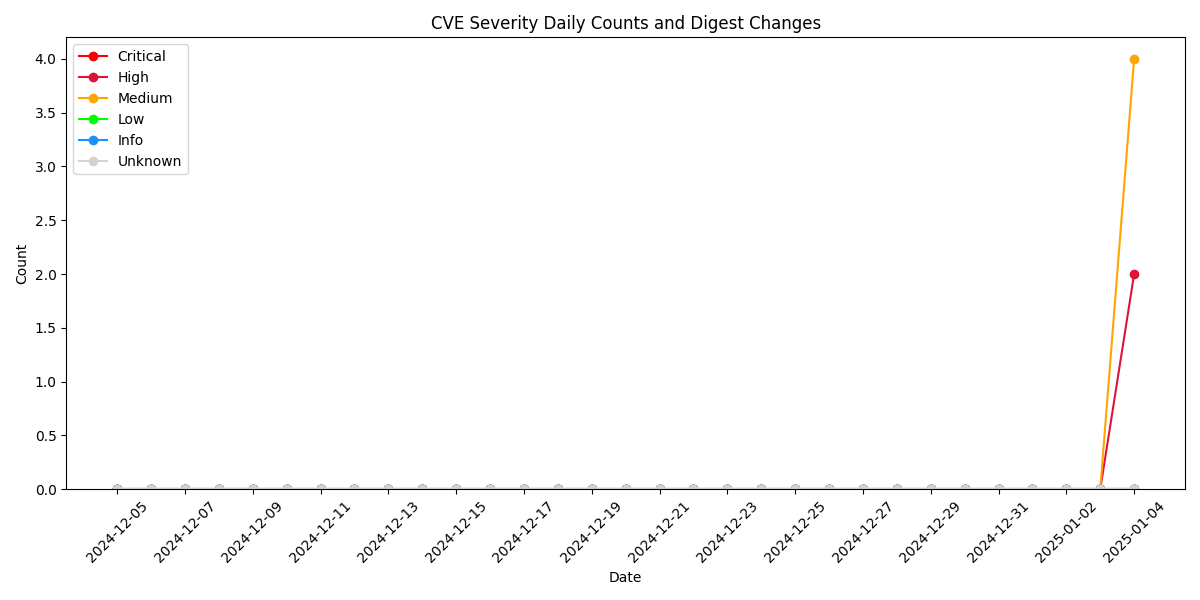 CVE Severity Daily Counts and Digest Changes
Critical
High
Medium
Low
Info
Unknown
4.0
3.5
3.0
2.5
2.0
1.5
1.0
0.5
0.0
Count
2024-12-05
2024-12-07
2024-12-09
2024-12-11
2024-12-13
2024-12-15
2024-12-17
2024-12-19
2024-12-21
2024-12-23
2024-12-25
2024-12-27
2024-12-29
2024-12-31
2025-01-02
2025-01-04
Date